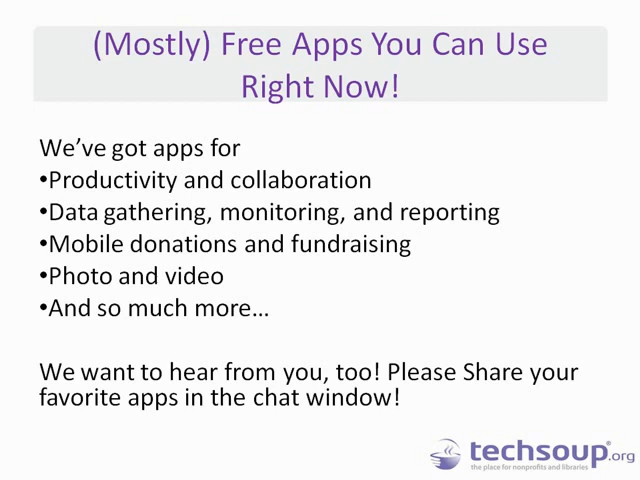 (Mostly) Free Apps You Can Use
Right Now!
We’ve got apps for
•Productivity and collaboration
•Data gathering, monitoring, and reporting
•Mobile donations and fundraising
•Photo and video
•And so much more…
We want to hear from you, too! Please Share your
favorite apps in the chat window!
techsoup®.org
the place for nonprofits and libraries